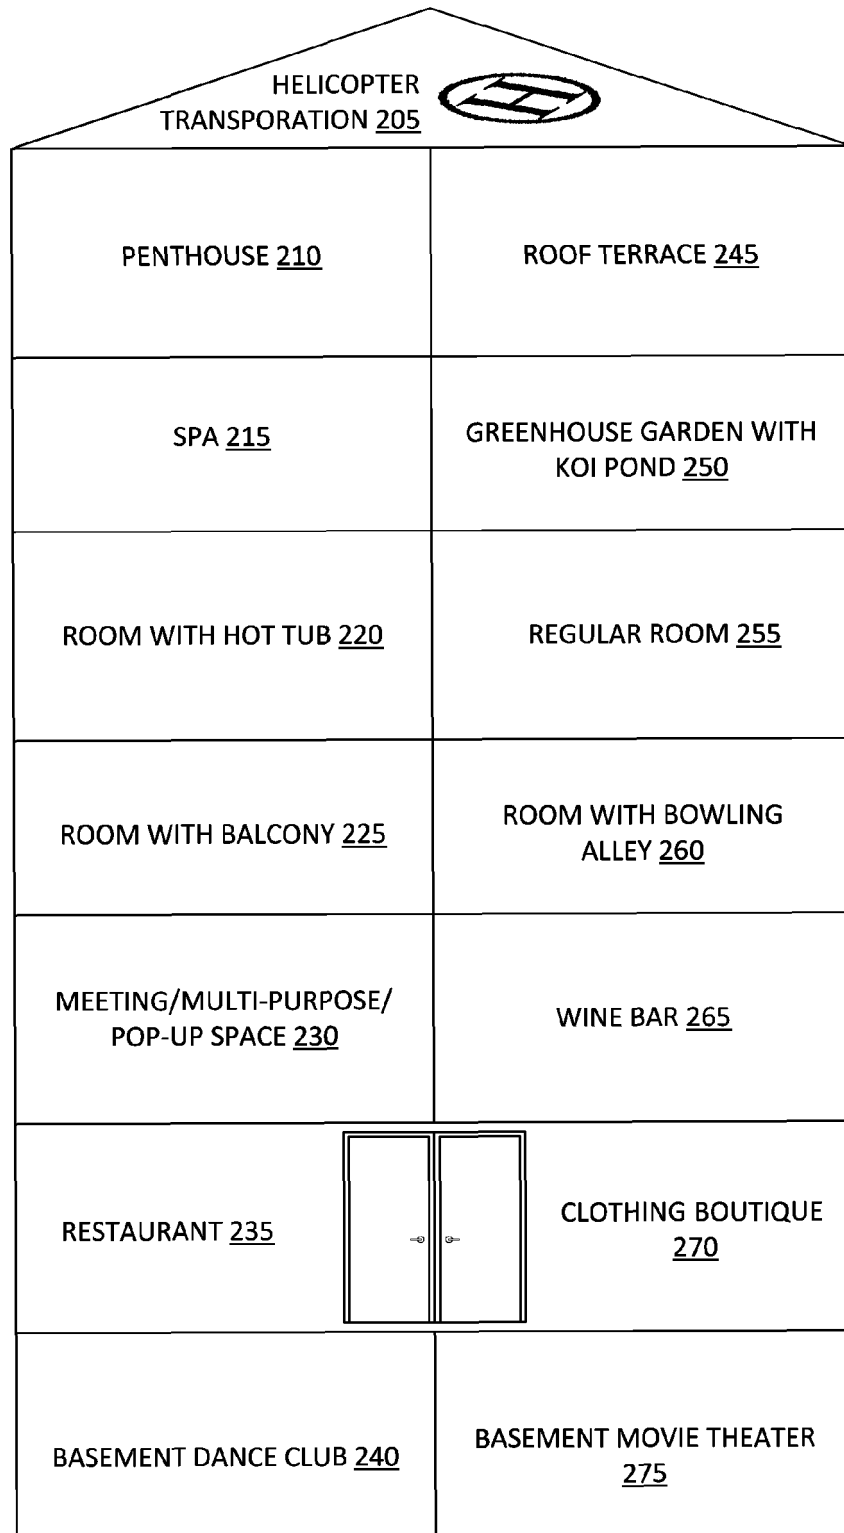 HELICOPTER
TRANSPORATION 205
H
PENTHOUSE 210
ROOF TERRACE 245
SPA 215
GREENHOUSE GARDEN WITH
KOI POND 250
ROOM WITH HOT TUB 220
REGULAR ROOM 255
ROOM WITH BALCONY 225
ROOM WITH BOWLING
ALLEY 260
MEETING/MULTI-PURPOSE/
POP-UP SPACE 230
WINE BAR 265
RESTAURANT 235
CLOTHING BOUTIQUE
270
BASEMENT DANCE CLUB 240
BASEMENT MOVIE THEATER
275